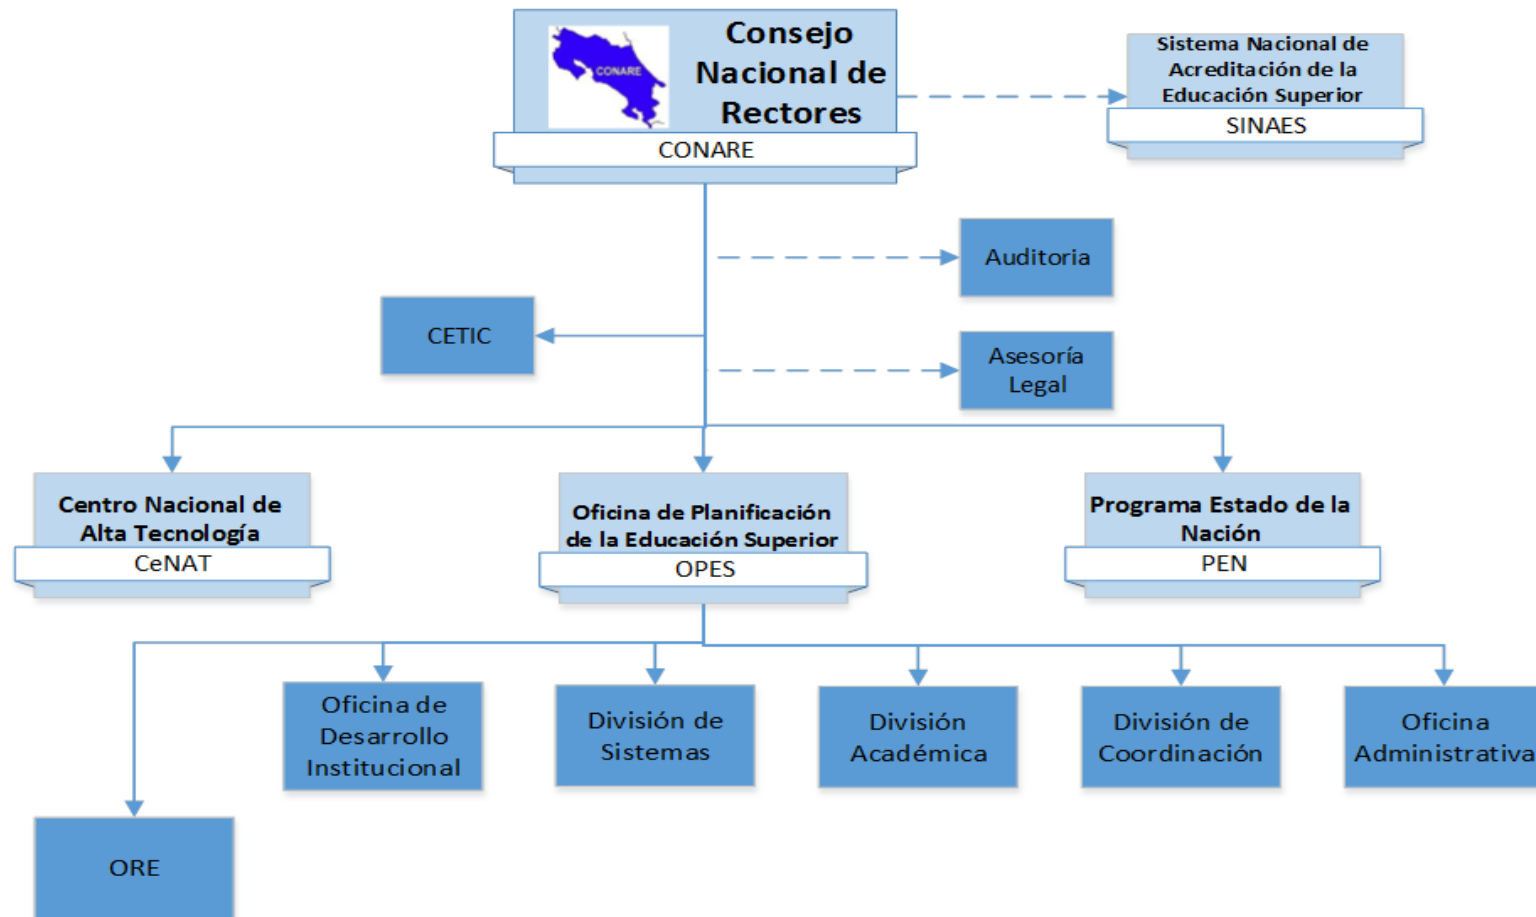 Consejo
Nacional de
Rectores
CONARE
CONARE
Sistema Nacional de
Acreditación de la
Educación Superior
SINAES
Auditoria
CETIC
Asesoría
Legal
Centro Nacional de
Alta Tecnología
CeNAT
Oficina de Planificación
de la Educación Superior
OPES
Programa Estado de la
Nación
PEN
Oficina de
Desarrollo
Institucional
División de
Sistemas
División
Académica
División de
Coordinación
Oficina
Administrativa
ORE